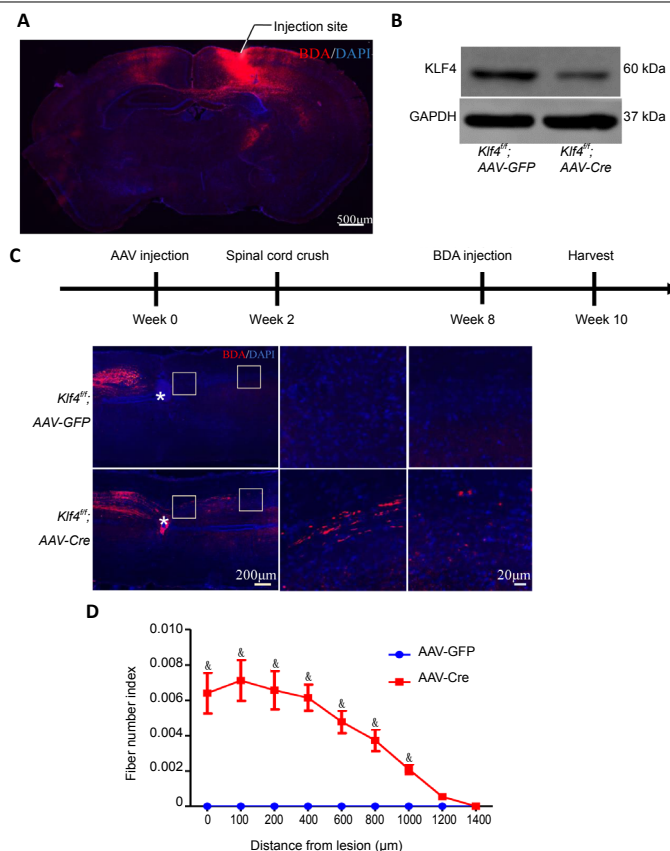 A
Injection site
BDA/DAPI
500μm
B
KLF4
60 kDa
GAPDH
37 kDa
Klf4f/f; Klf4f/f;
AAV-GFP AAV-Cre
C
AAV injection Spinal cord crush BDA injection Harvest
Week 0 Week 2 Week 8 Week 10
BDA/DAPI
Klf4f/f;
AAV-GFP
*
Klf4f/f;
AAV-Cre
*
200μm
20μm
D
Fiber number index
0.010
0.008
0.006
0.004
0.002
0
& & & & & & &
AAV-GFP
AAV-Cre
0 100 200 400 600 800 1000 1200 1400
Distance from lesion (μm)